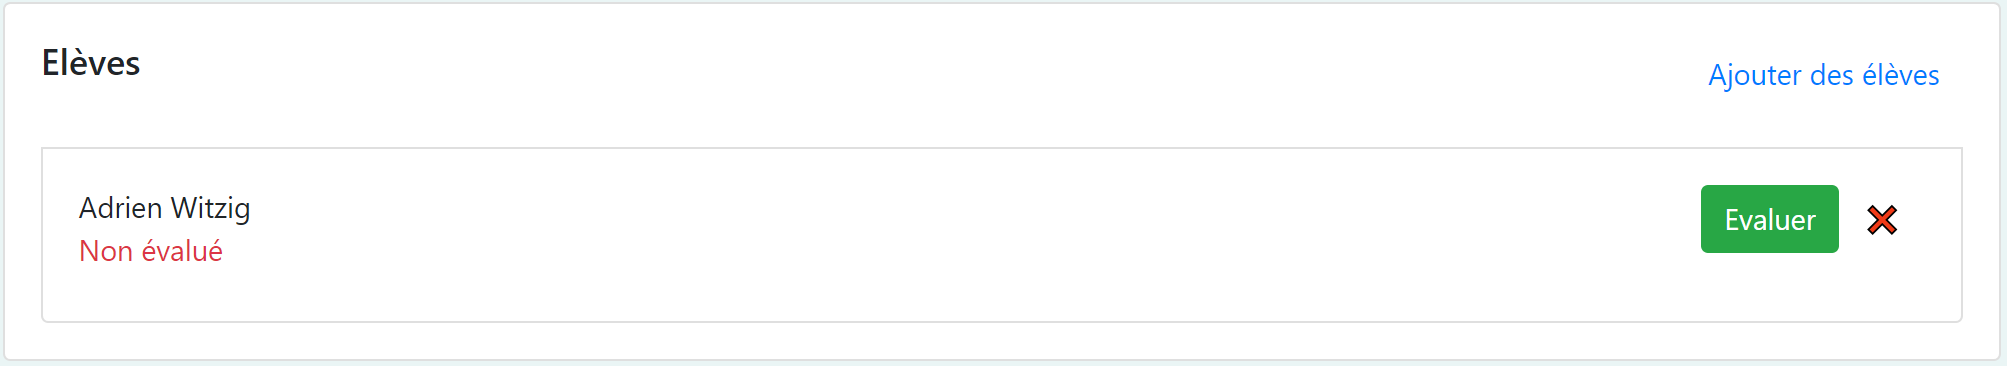 Elèves
Ajouter des élèves
Adrien Witzig
Non évalué
Evaluer